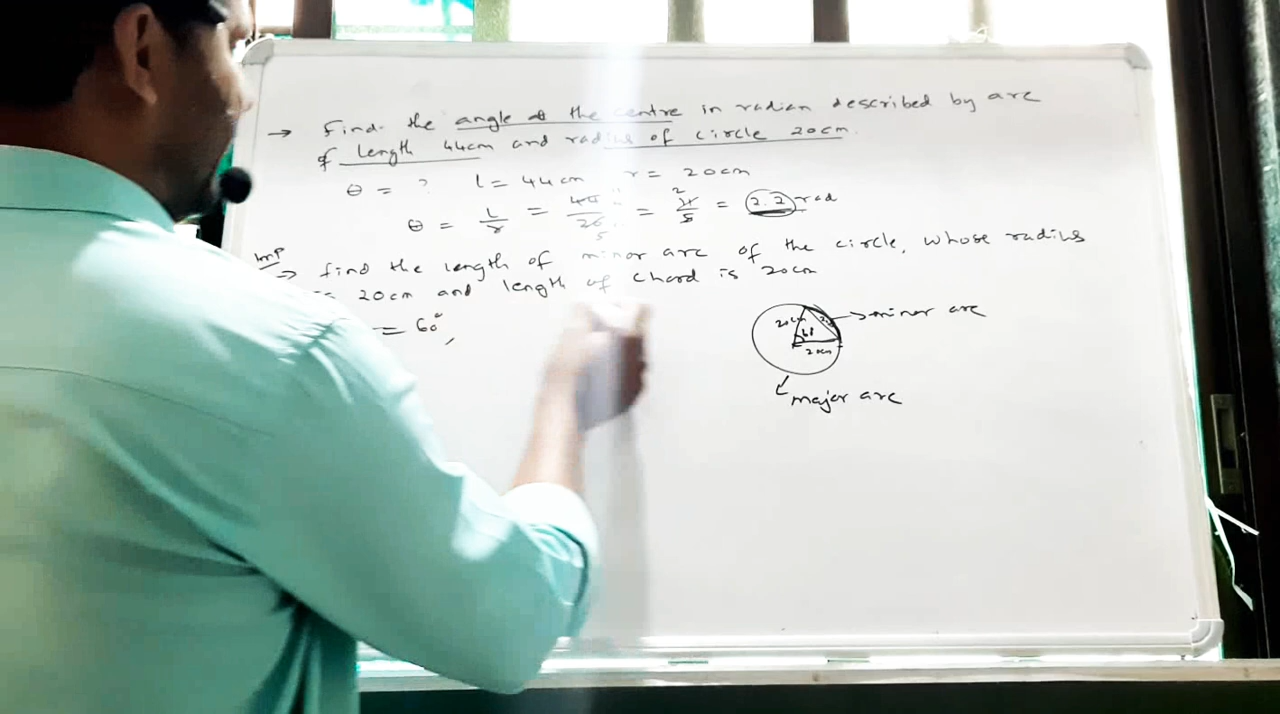 → Find the angle at the centre in radian described by arc
of length 44cm and radius of circle 20cm.
θ = ? l = 44cm r = 20cm
θ = l/r = 44/20 = 11/5 = 2.2 rad
Imp
→ find the length of minor arc of the circle, whose radius
20cm and length of chord is 20cm
= 60°,
20cm
→ minor arc
20cm
major arc